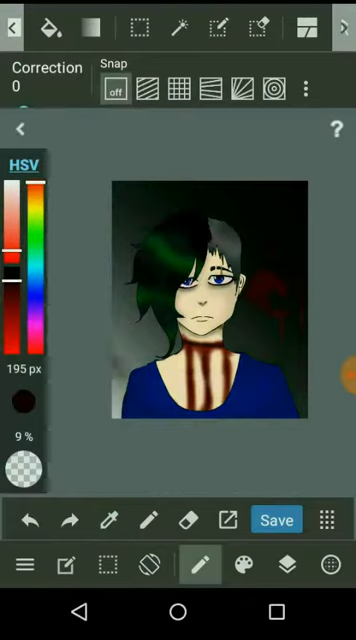 Correction
0
Snap
off
?
HSV
195 px
9 %
Save